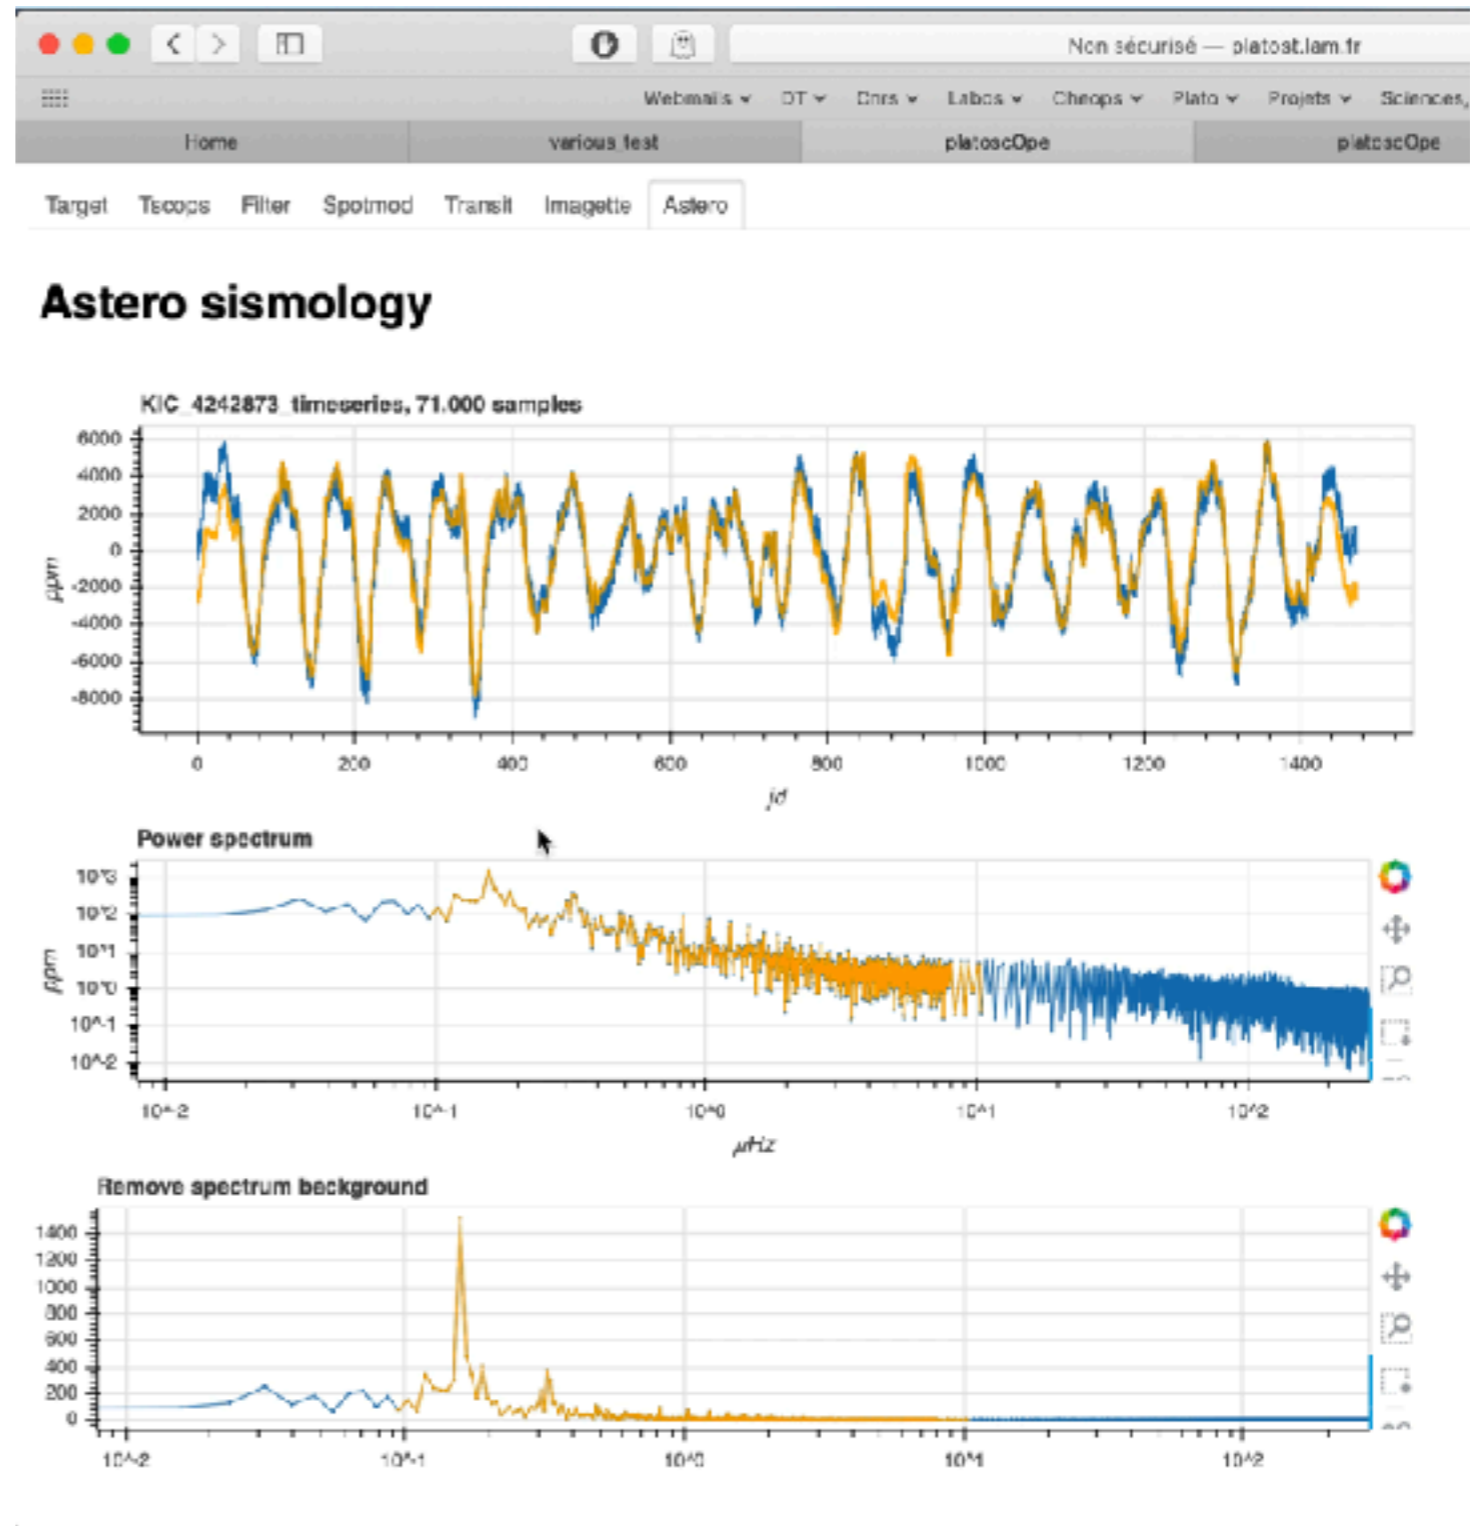 Non sécurisé — platost.lam.fr
Webmails DT Cnrs Labos Cheops Plato Projets Sciences,
Home various_test platoscOpe platoscOpe
Target Tscops Filter Spotmod Transit Imagette Astero
Astero sismology
KIC_4242873_timeseries, 71.000 samples
6000
4000
2000
0
-2000
-4000
-6000
-8000
ppm
0 200 400 600 800 1000 1200 1400
jd
Power spectrum
10^3
10^2
10^1
10^0
10^-1
10^-2
ppm
10^-2 10^-1 10^0 10^1 10^2
µHz
Remove spectrum background
1400
1200
1000
800
600
400
200
0
10^-2 10^-1 10^0 10^1 10^2